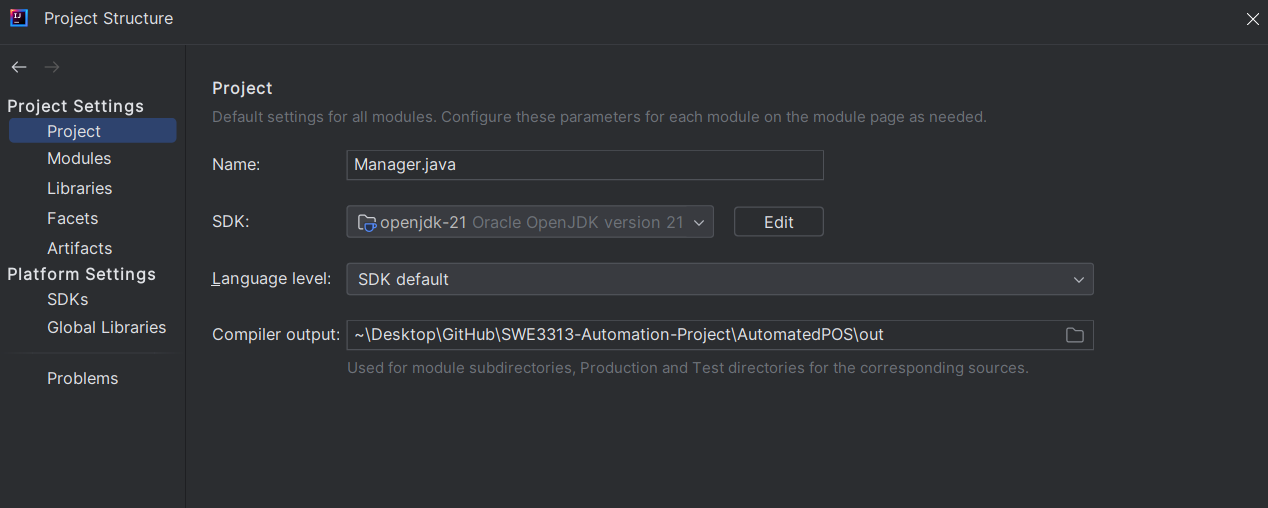 Project Structure
Project Settings
Project
Modules
Libraries
Facets
Artifacts
Platform Settings
SDKs
Global Libraries
Problems
Project
Default settings for all modules. Configure these parameters for each module on the module page as needed.
Name: Manager.java
SDK: openjdk-21 Oracle OpenJDK version 21 Edit
Language level: SDK default
Compiler output: ~\Desktop\GitHub\SWE3313-Automation-Project\AutomatedPOS\out
Used for module subdirectories, Production and Test directories for the corresponding sources.